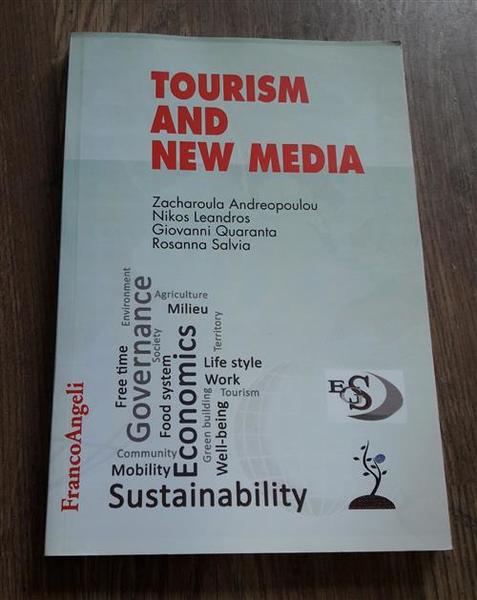 TOURISM
AND
NEW MEDIA
Zacharoula Andreopoulou
Nikos Leandros
Giovanni Quaranta
Rosanna Salvia
Environment
Agriculture
Milieu
Governance
Society
Territory
Free time
Food system
Economics
Life style
Work
Tourism
Green building
Well-being
Community
Mobility
Sustainability
EQS
FrancoAngeli